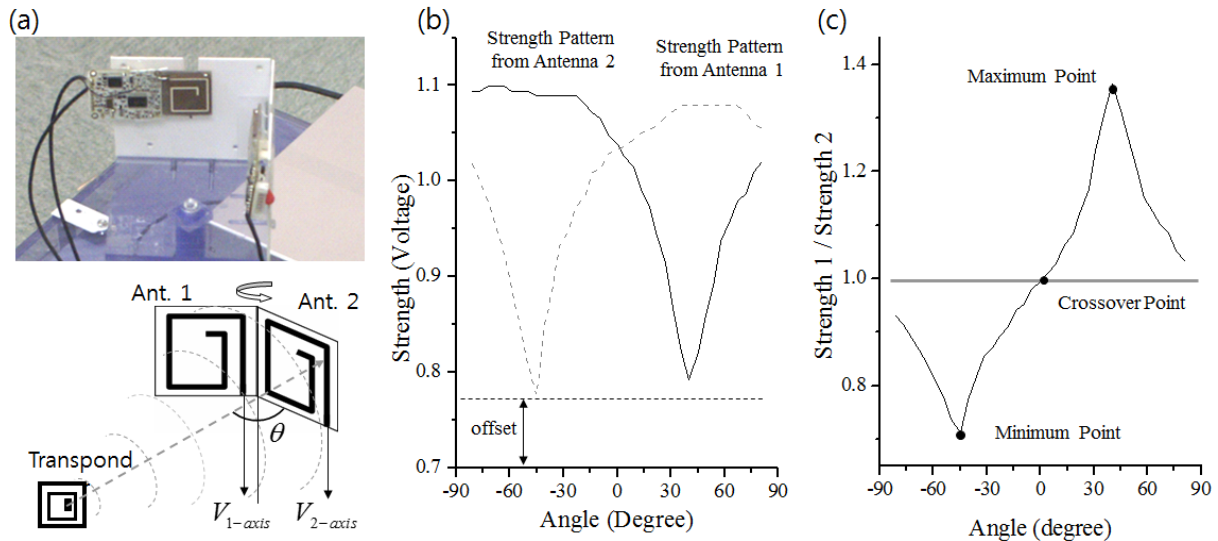 (a)
Ant. 1
Ant. 2
θ
Transpond
V1-axis
V2-axis
(b)
Strength Pattern
from Antenna 2
Strength Pattern
from Antenna 1
Strength (Voltage)
1.1
1.0
0.9
0.8
0.7
offset
-90 -60 -30 0 30 60 90
Angle (Degree)
(c)
Strength 1 / Strength 2
1.4
1.2
1.0
0.8
Maximum Point
Crossover Point
Minimum Point
-90 -60 -30 0 30 60 90
Angle (degree)